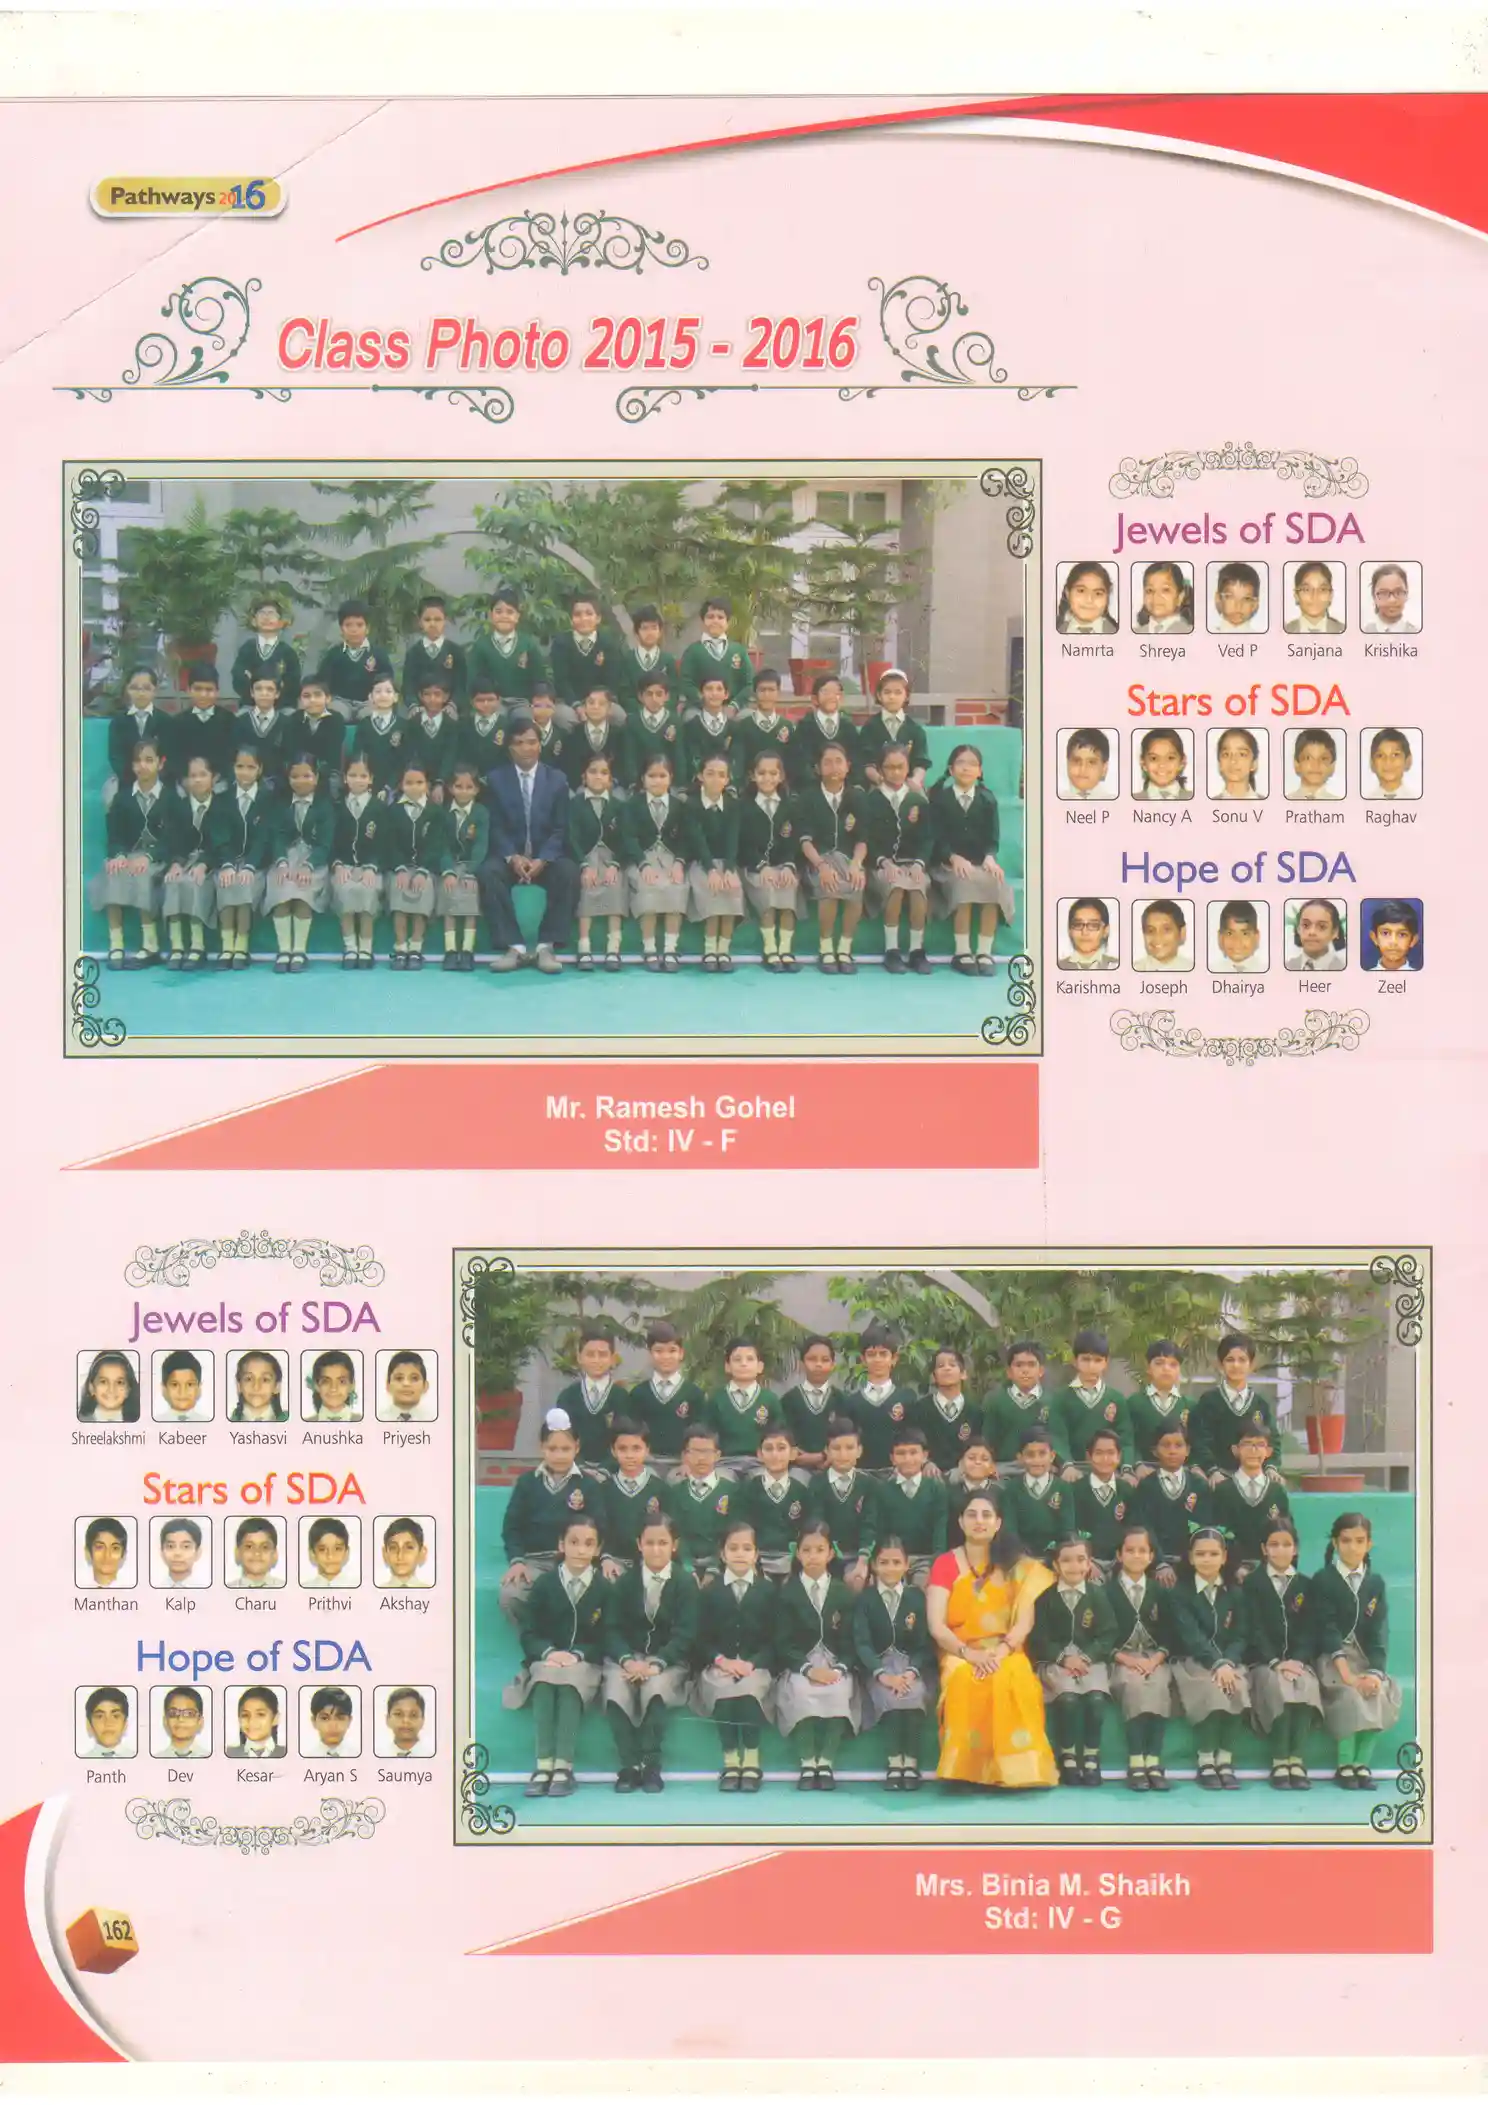 Pathways 2016
Class Photo 2015 - 2016
Jewels of SDA
Namrta Shreya Ved P Sanjana Krishika
Stars of SDA
Neel P Nancy A Sonu V Pratham Raghav
Hope of SDA
Karishma Joseph Dhairya Heer Zeel
Mr. Ramesh Gohel
Std: IV - F
Jewels of SDA
Shreelakshmi Kabeer Yashasvi Anushka Priyesh
Stars of SDA
Manthan Kalp Charu Prithvi Akshay
Hope of SDA
Panth Dev Kesar Aryan S Saumya
Mrs. Binia M. Shaikh
Std: IV - G
162